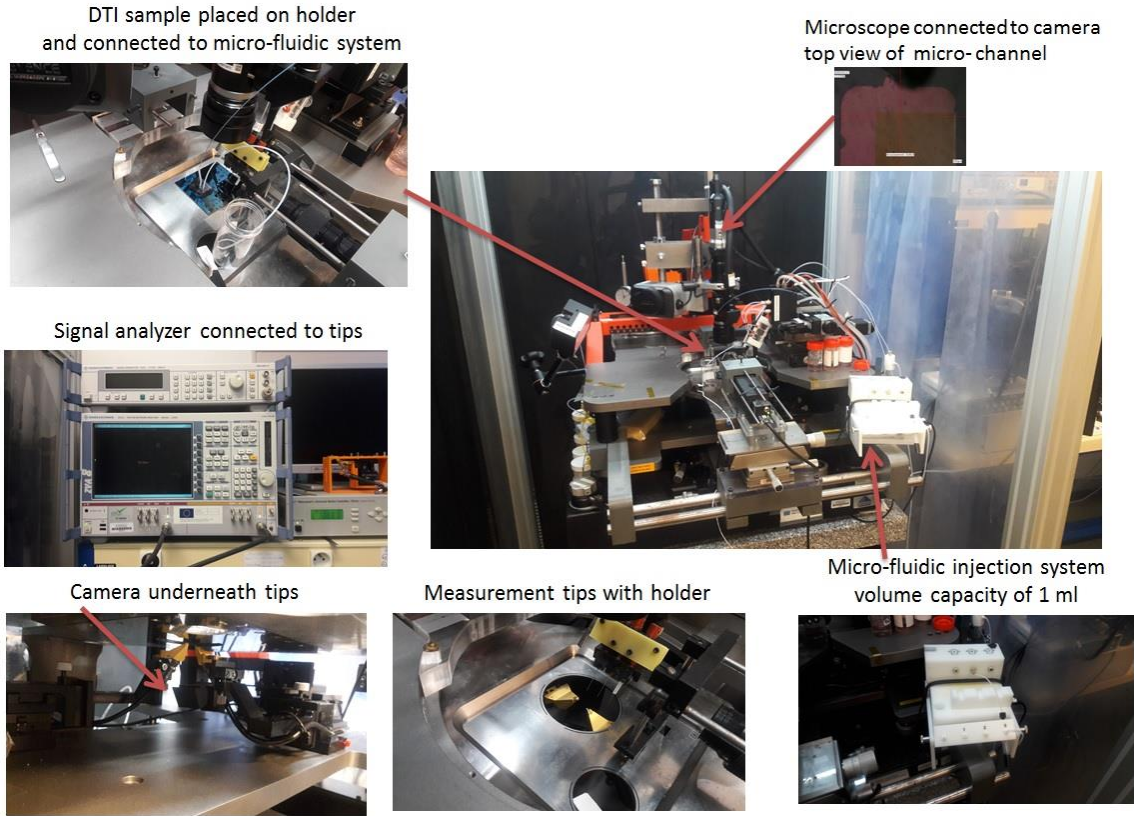 DTI sample placed on holder
and connected to micro-fluidic system
Microscope connected to camera
top view of micro- channel
Signal analyzer connected to tips
Camera underneath tips
Measurement tips with holder
Micro-fluidic injection system
volume capacity of 1 ml